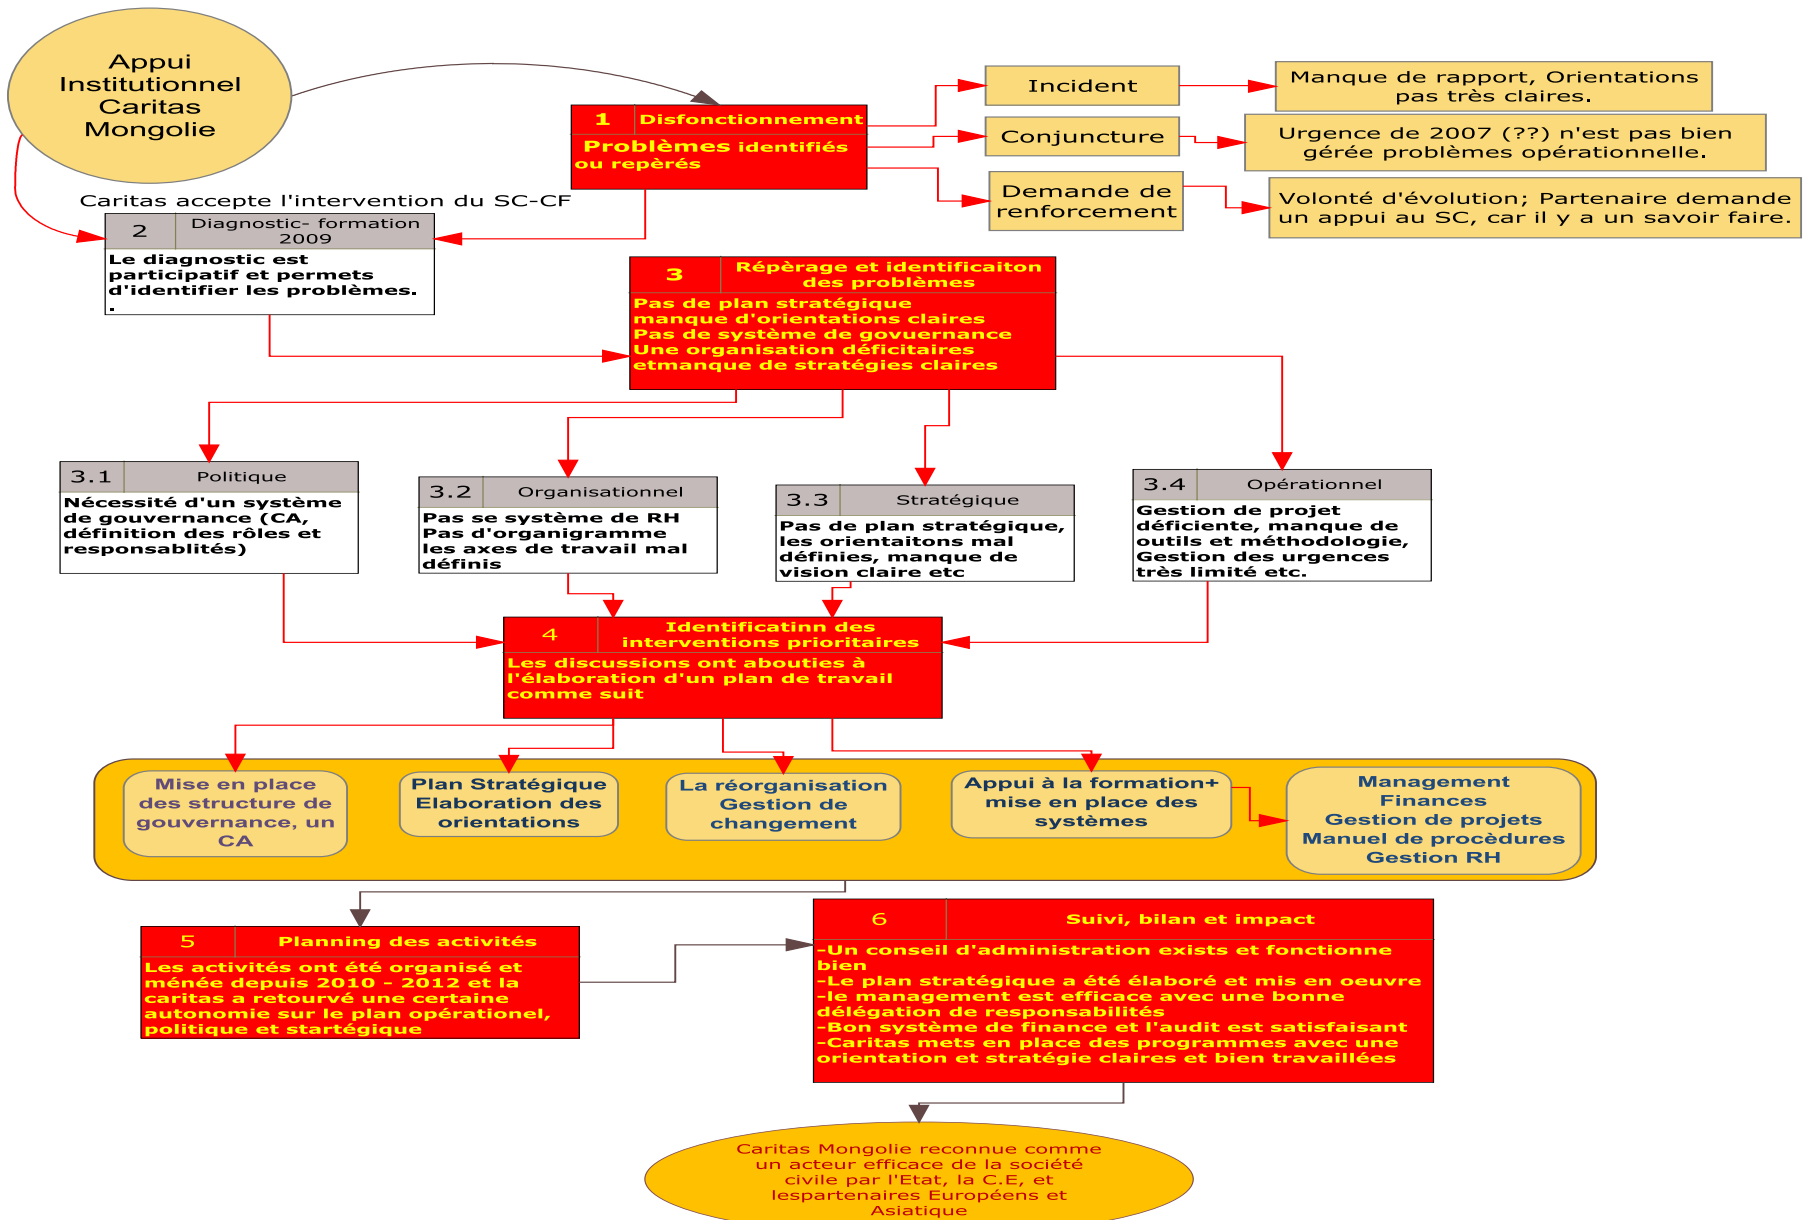 Appui
Institutionnel
Caritas
Mongolie
1 Disfonctionnement
Problèmes identifiés
ou repèrés
Incident
Manque de rapport, Orientations
pas très claires.
Conjuncture
Urgence de 2007 (??) n'est pas bien
gérée problèmes opérationnelle.
Demande de
renforcement
Volonté d'évolution; Partenaire demande
un appui au SC, car il y a un savoir faire.
Caritas accepte l'intervention du SC-CF
2 Diagnostic- formation
2009
Le diagnostic est
participatif et permets
d'identifier les problèmes.
.
3 Répèrage et identificaiton
des problèmes
Pas de plan stratégique
manque d'orientations claires
Pas de système de govuernance
Une organisation déficitaires
etmanque de stratégies claires
3.1 Politique
Nécessité d'un système
de gouvernance (CA,
définition des rôles et
responsablités)
3.2 Organisationnel
Pas se système de RH
Pas d'organigramme
les axes de travail mal
définis
3.3 Stratégique
Pas de plan stratégique,
les orientaitons mal
définies, manque de
vision claire etc
3.4 Opérationnel
Gestion de projet
déficiente, manque de
outils et méthodologie,
Gestion des urgences
très limité etc.
4 Identificatinn des
interventions prioritaires
Les discussions ont abouties à
l'élaboration d'un plan de travail
comme suit
Mise en place
des structure de
gouvernance, un
CA
Plan Stratégique
Elaboration des
orientations
La réorganisation
Gestion de
changement
Appui à la formation+
mise en place des
systèmes
Management
Finances
Gestion de projets
Manuel de procèdures
Gestion RH
5 Planning des activités
Les activités ont été organisé et
ménée depuis 2010 - 2012 et la
caritas a retourvé une certaine
autonomie sur le plan opérationel,
politique et startégique
6 Suivi, bilan et impact
-Un conseil d'administration exists et fonctionne
bien
-Le plan stratégique a été élaboré et mis en oeuvre
-le management est efficace avec une bonne
délégation de responsabilités
-Bon système de finance et l'audit est satisfaisant
-Caritas mets en place des programmes avec une
orientation et stratégie claires et bien travaillées
Caritas Mongolie reconnue comme
un acteur efficace de la société
civile par l'Etat, la C.E, et
lespartenaires Européens et
Asiatique